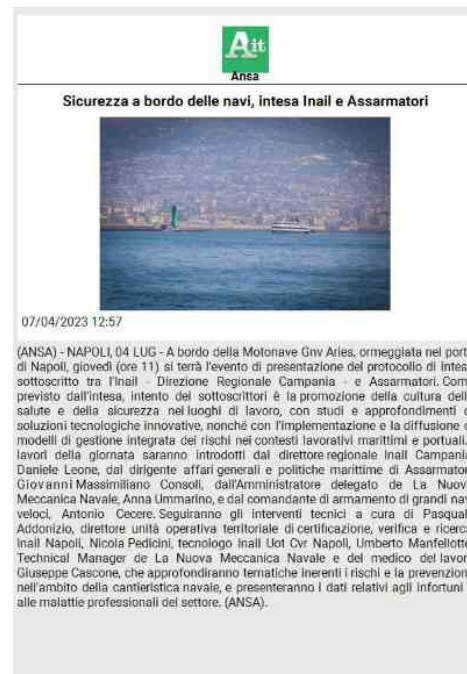 Ait
Ansa
Sicurezza a bordo delle navi, intesa Inail e Assarmatori
07/04/2023 12:57
(ANSA) - NAPOLI, 04 LUG - A bordo della Motonave Gnv Aries, ormeggiata nel port
di Napoli, giovedì (ore 11) si terrà l'evento di presentazione del protocollo di intes
sottoscritto tra l'Inail - Direzione Regionale Campania - e Assarmatori. Com
previsto dall'intesa, intento dei sottoscrittori è la promozione della cultura dell
salute e della sicurezza nei luoghi di lavoro, con studi e approfondimenti d
soluzioni tecnologiche innovative, nonché con l'implementazione e la diffusione d
modelli di gestione integrata dei rischi nei contesti lavorativi marittimi e portuali.
lavori della giornata saranno introdotti dal direttore regionale Inail Campani
Daniele Leone, dal dirigente affari generali e politiche marittime di Assarmator
Giovanni Massimiliano Consoli, dall'Amministratore delegato de La Nuov
Meccanica Navale, Anna Ummarino, e dal comandante di armamento di grandi nav
veloci, Antonio Cecere. Seguiranno gli interventi tecnici a cura di Pasqual
Addonizio, direttore unità operativa territoriale di certificazione, verifica e ricerc
Inail Napoli, Nicola Pedicini, tecnologo Inail Uot Cvr Napoli, Umberto Manfellott
Technical Manager de La Nuova Meccanica Navale e del medico del lavor
Giuseppe Cascone, che approfondiranno tematiche inerenti i rischi e la prevenzion
nell'ambito della cantieristica navale, e presenteranno i dati relativi agli infortuni
alle malattie professionali del settore. (ANSA).